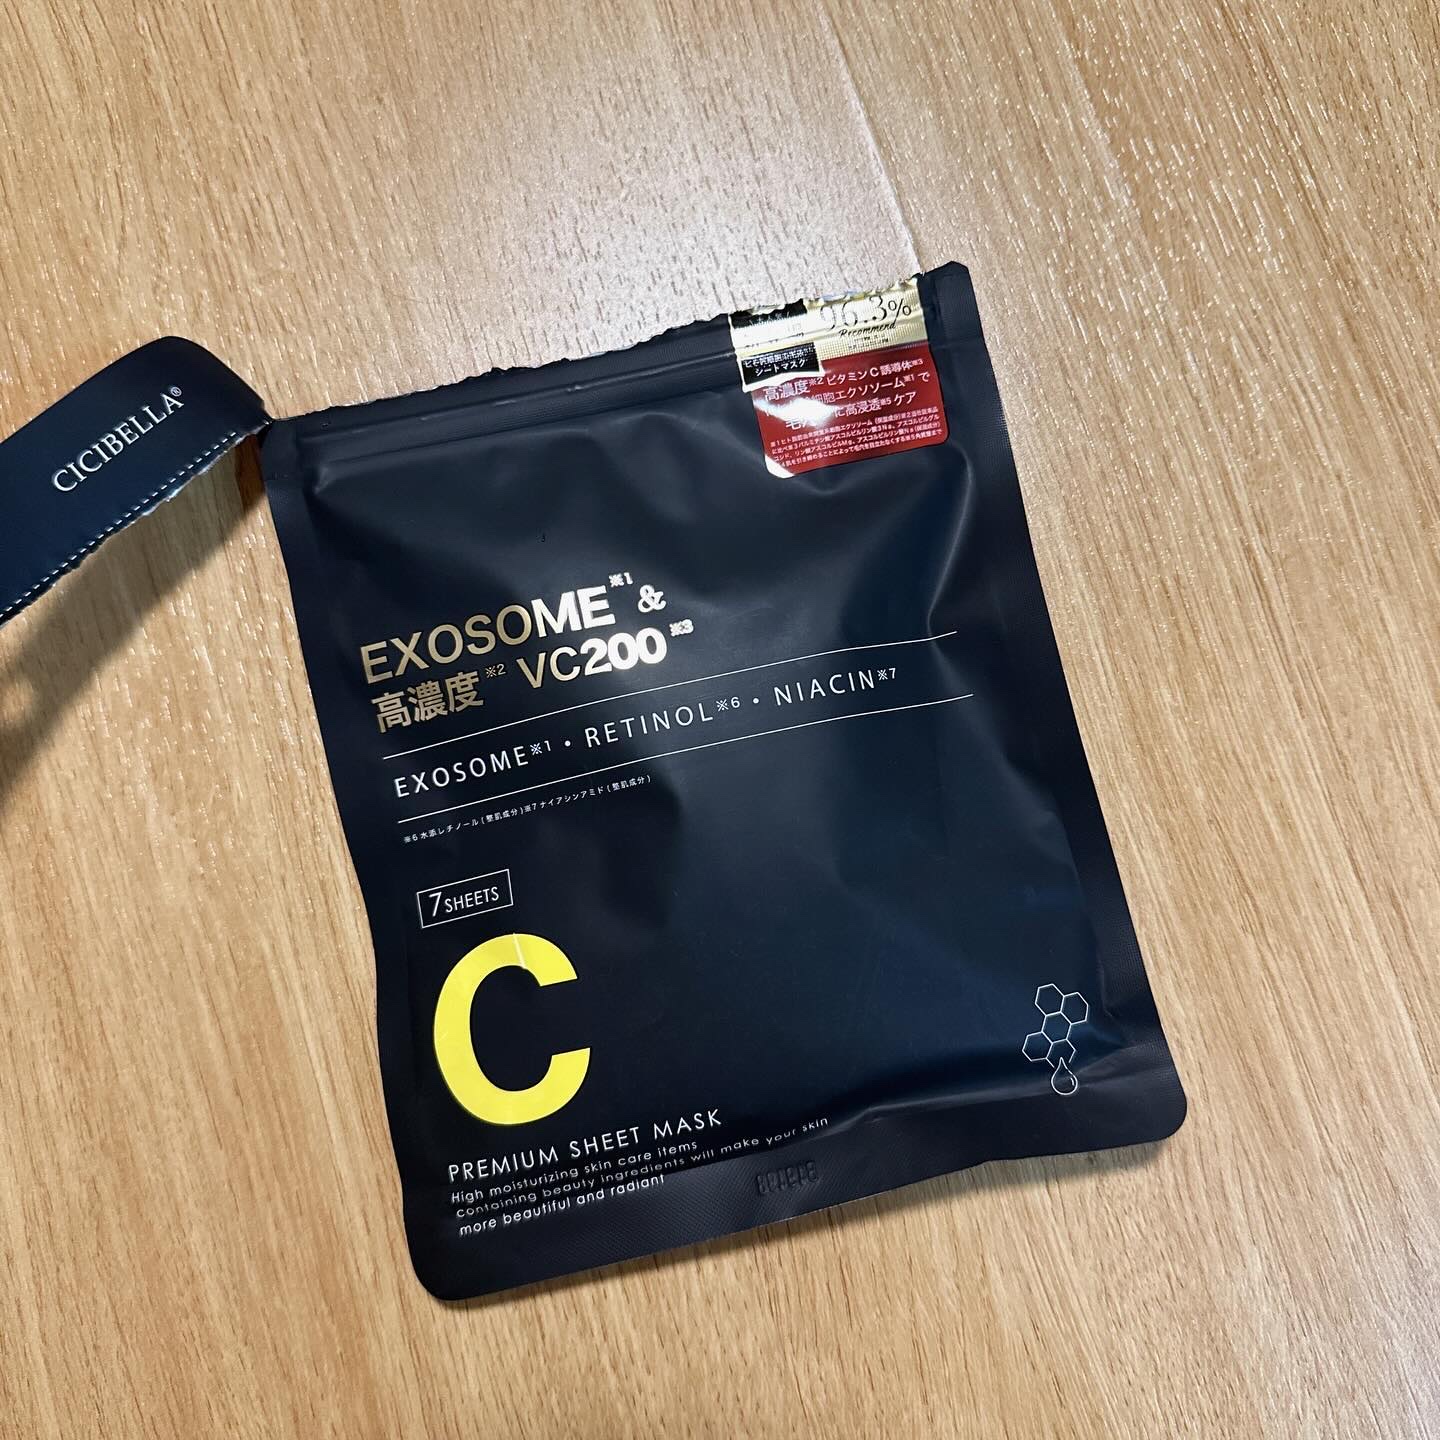 CICIBELLA®
96.3%
Recommend
シートマスク
高濃度※2 ビタミンC誘導体※3
細胞エクソソーム※1 で
に高浸透※5 ケア
EXOSOME※1 &
高濃度※2 VC200※3
EXOSOME※1・RETINOL※6・NIACIN※7
※6 水添レチノール(整肌成分)※7 ナイアシンアミド(整肌成分)
7 SHEETS
C
PREMIUM SHEET MASK
High moisturizing skin care items
containing beauty ingredients will make your skin
more beautiful and radiant